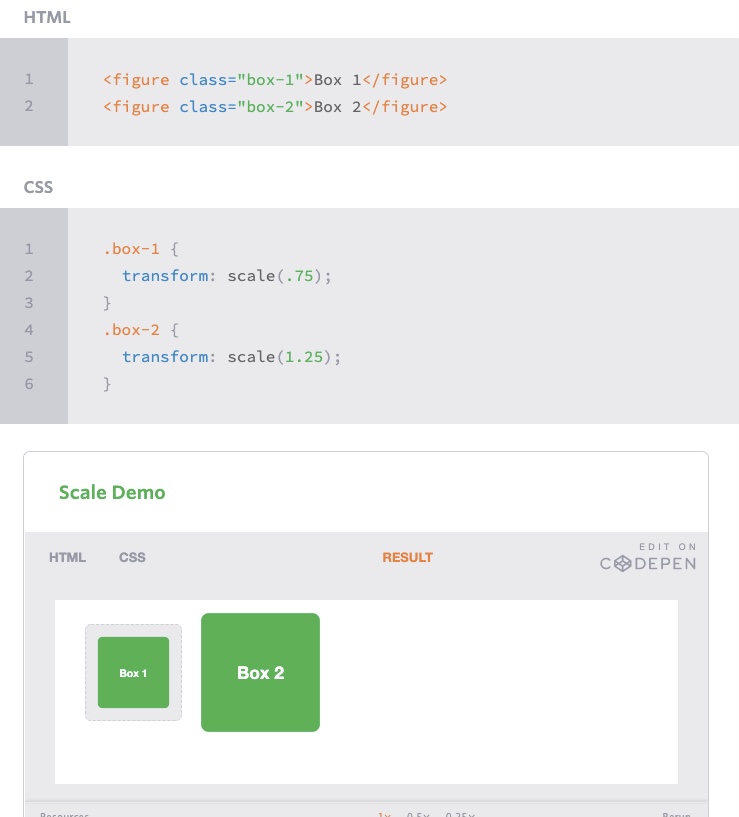 HTML
1 <figure class="box-1">Box 1</figure>
2 <figure class="box-2">Box 2</figure>
CSS
1 .box-1 {
2 transform: scale(.75);
3 }
4 .box-2 {
5 transform: scale(1.25);
6 }
Scale Demo
HTML CSS RESULT EDIT ON
CODEPEN
Box 1 Box 2
Resources 1x 0.5x 0.25x Rerun